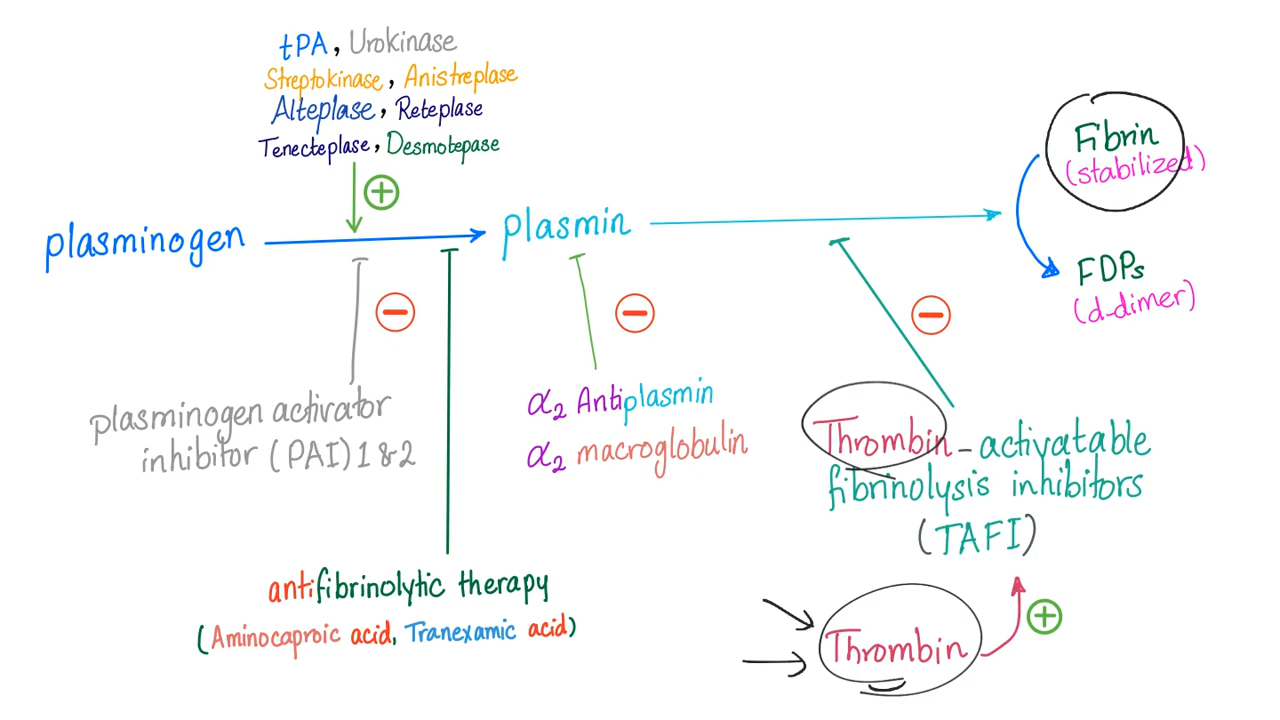 tPA, Urokinase
Streptokinase, Anistreplase
Alteplase, Reteplase
Tenecteplase, Desmotepase
plasminogen
plasmin
Fibrin
(stabilized)
FDPs
(d-dimer)
plasminogen activator
inhibitor (PAI) 1 & 2
α2 Antiplasmin
α2 macroglobulin
Thrombin-activatable
fibrinolysis inhibitors
(TAFI)
antifibrinolytic therapy
(Aminocaproic acid, Tranexamic acid)
Thrombin